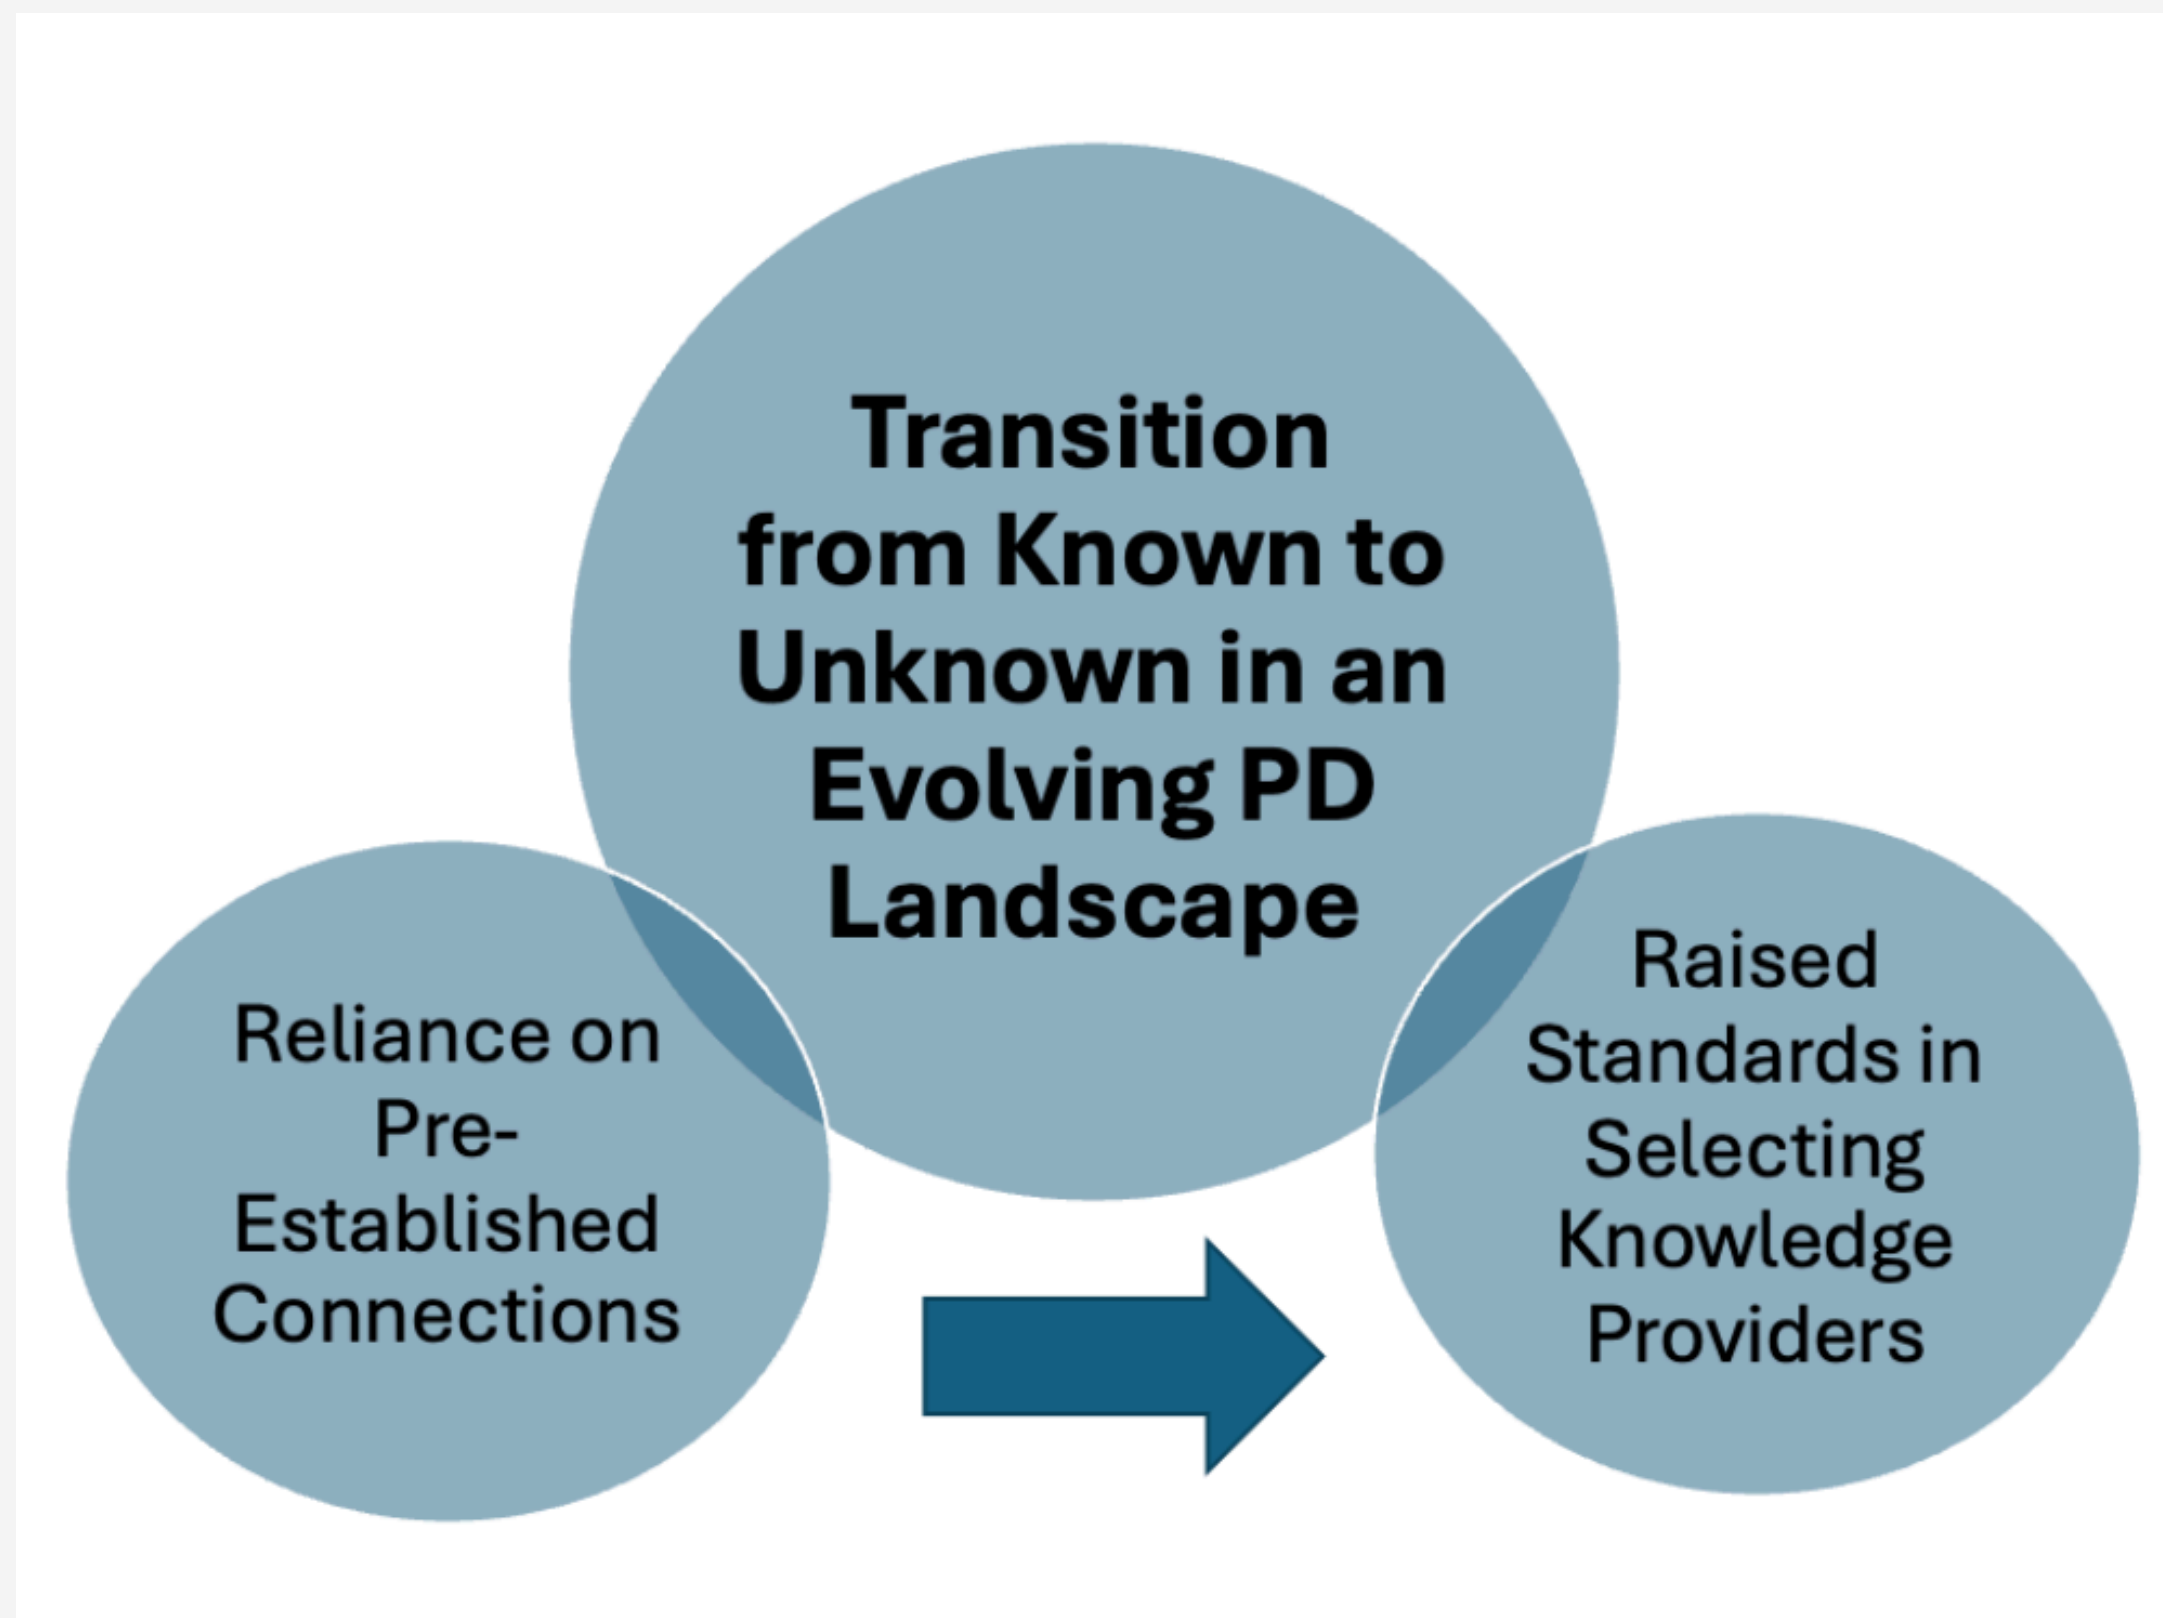 Transition
from Known to
Unknown in an
Evolving PD
Landscape
Reliance on
Pre-
Established
Connections
Raised
Standards in
Selecting
Knowledge
Providers